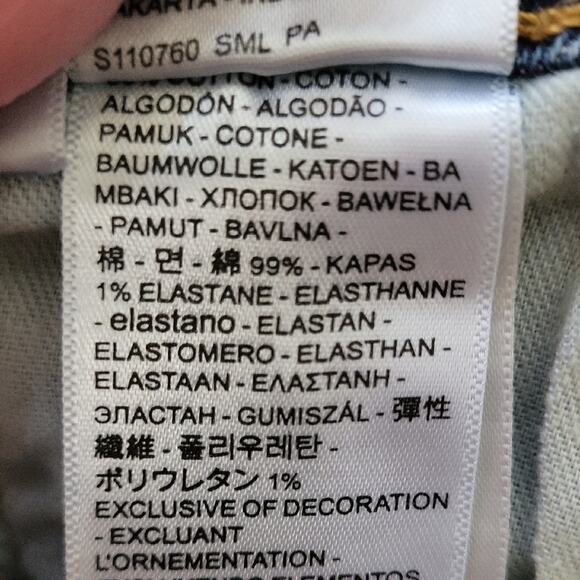 S110760 SML PA
COTTON - COTON -
ALGODÓN - ALGODÃO -
PAMUK - COTONE -
BAUMWOLLE - KATOEN - BA
MBAKI - ХЛОПОК - BAWEŁNA
- PAMUT - BAVLNA -
棉 - 면 - 綿 99% - KAPAS
1% ELASTANE - ELASTHANNE
- elastano - ELASTAN -
ELASTOMERO - ELASTHAN -
ELASTAAN - ΕΛΑΣΤΑΝΗ -
ЭЛАСТАН - GUMISZÁL - 彈性
纖維 - 폴리우레탄 -
ポリウレタン 1%
EXCLUSIVE OF DECORATION
- EXCLUANT
L'ORNEMENTATION -
ELEMENTOS